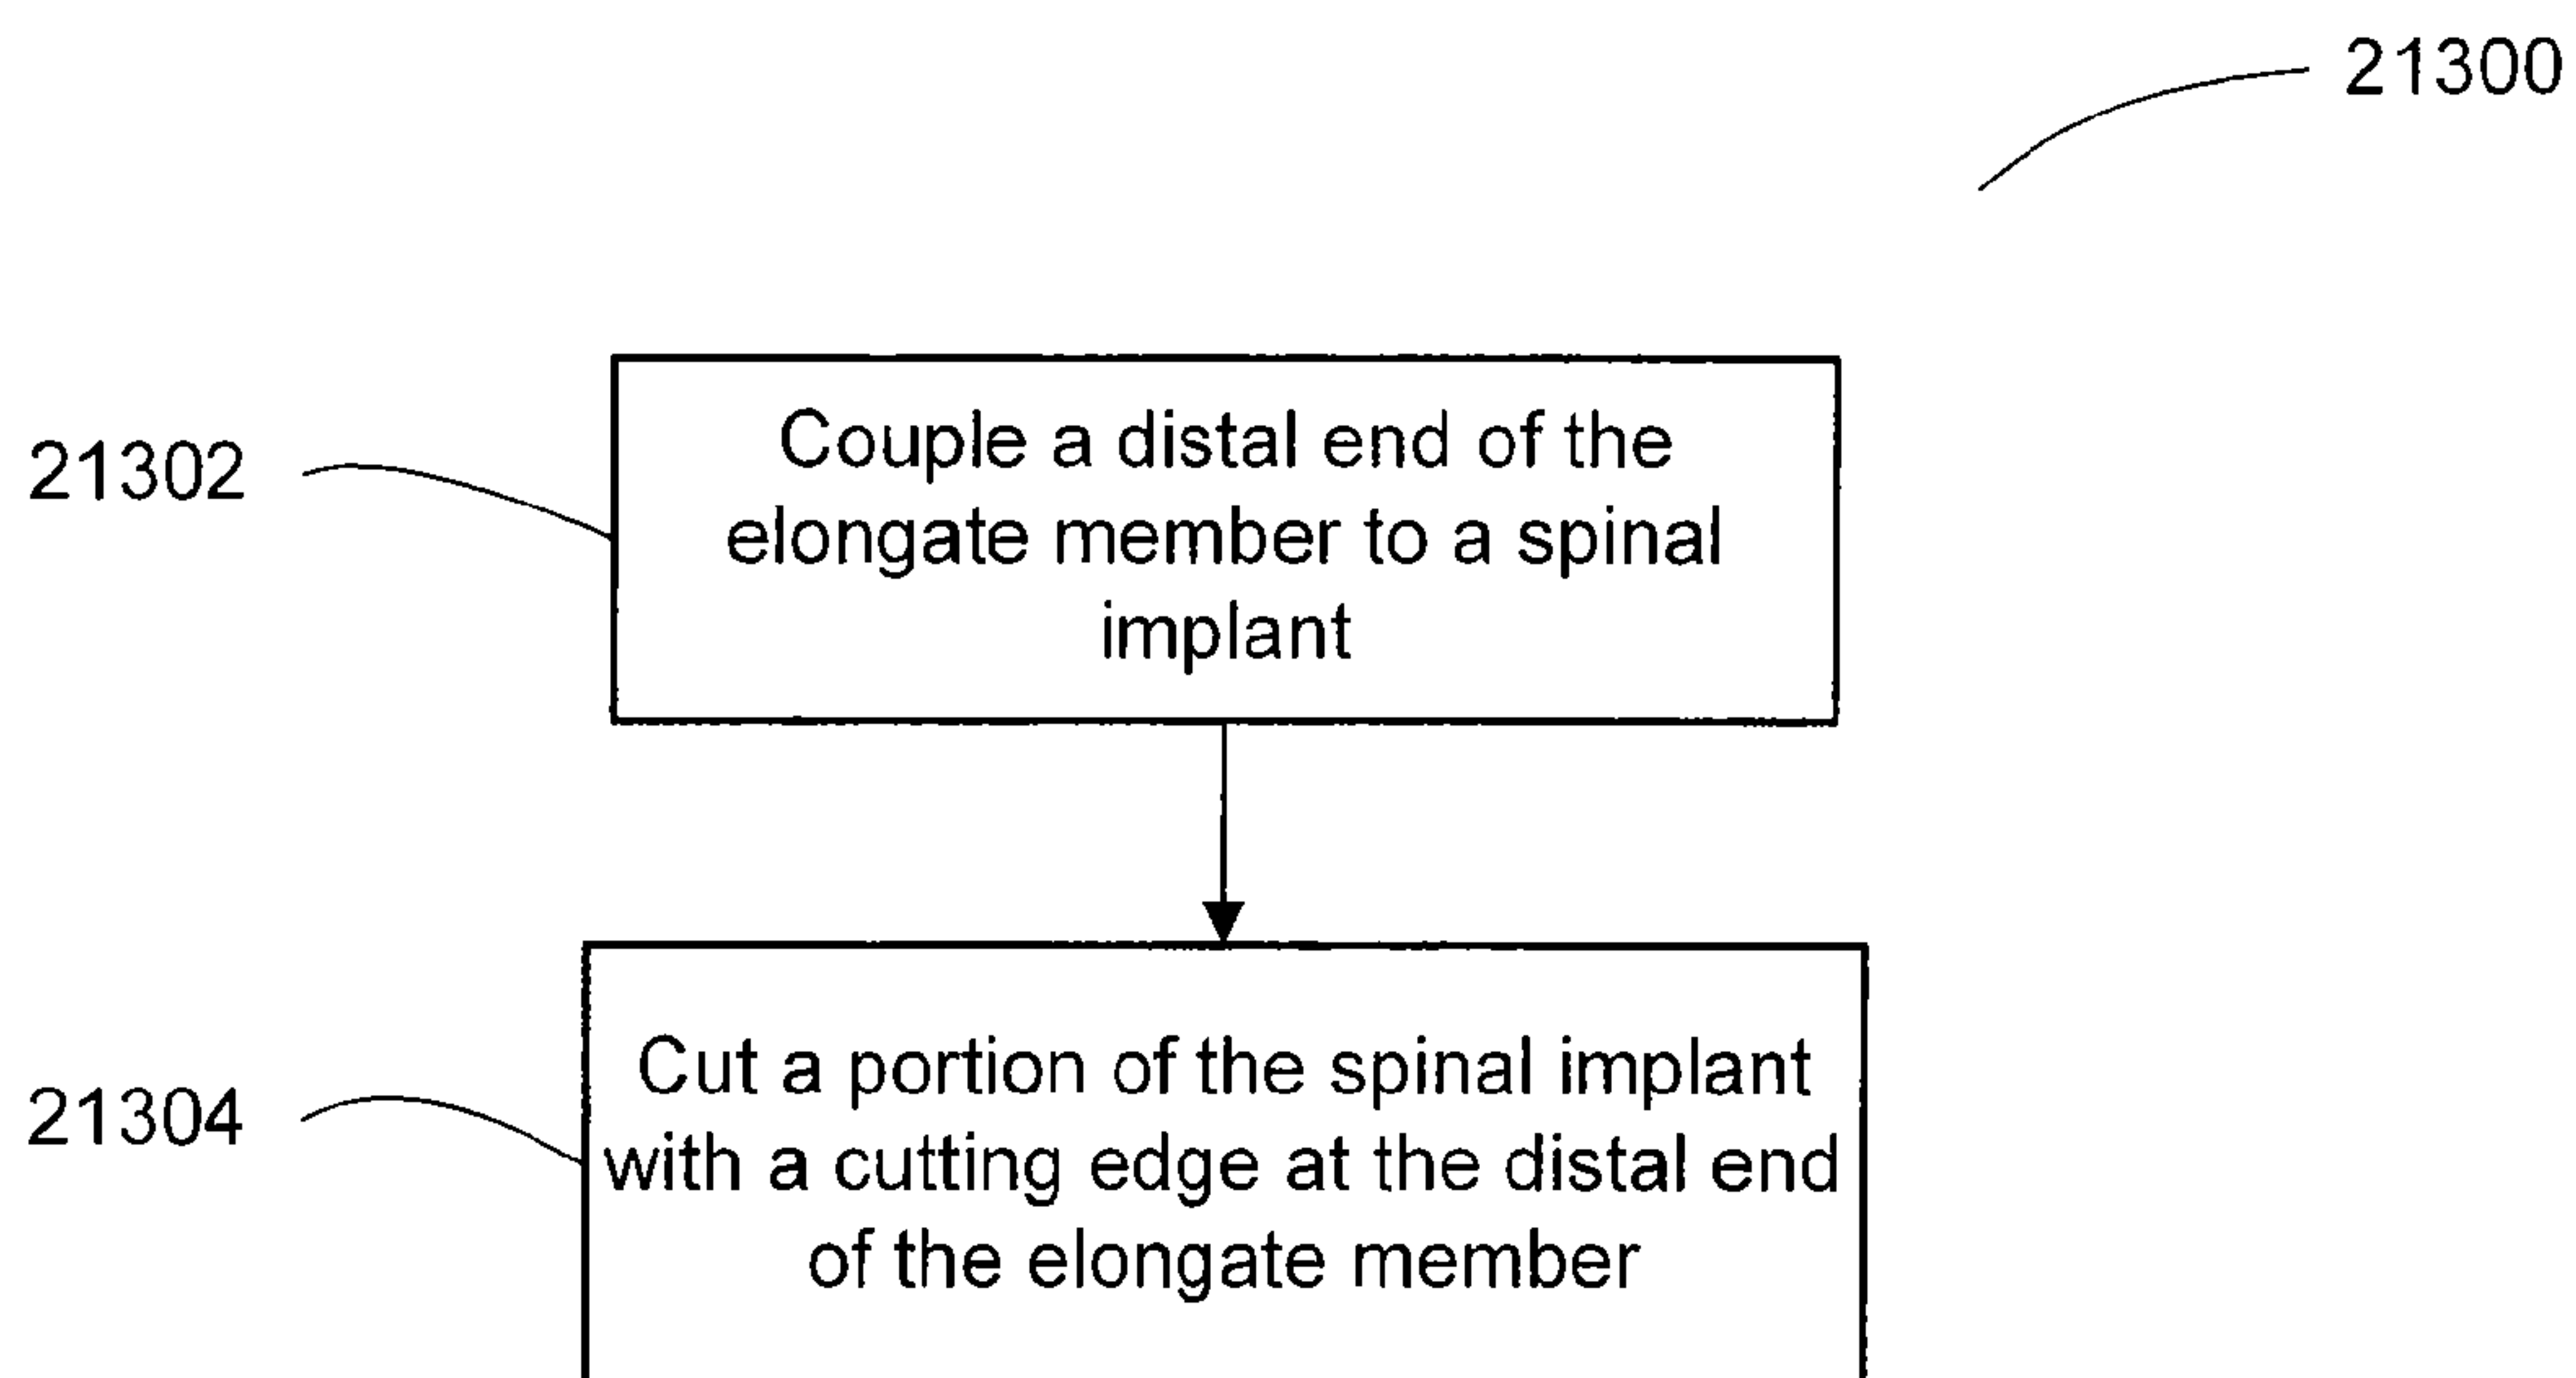 21300
21302
Couple a distal end of the
elongate member to a spinal
implant
21304
Cut a portion of the spinal implant
with a cutting edge at the distal end
of the elongate member